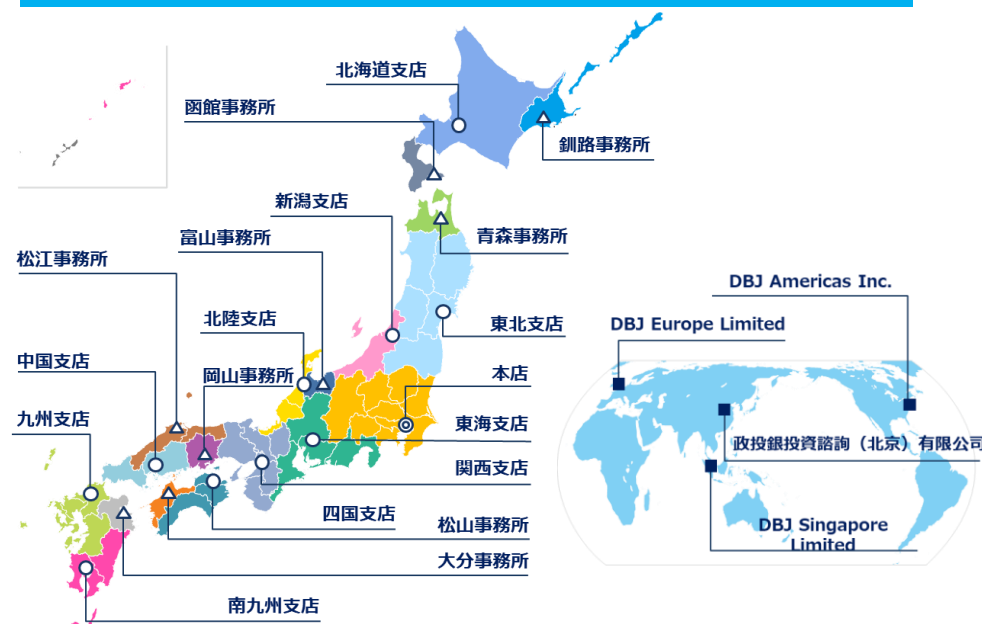 北海道支店
函館事務所
釧路事務所
新潟支店
青森事務所
富山事務所
松江事務所
北陸支店
東北支店
中国支店
岡山事務所
本店
九州支店
東海支店
関西支店
四国支店
松山事務所
大分事務所
南九州支店
DBJ Americas Inc.
DBJ Europe Limited
政投銀投資諮詢（北京）有限公司
DBJ Singapore
Limited